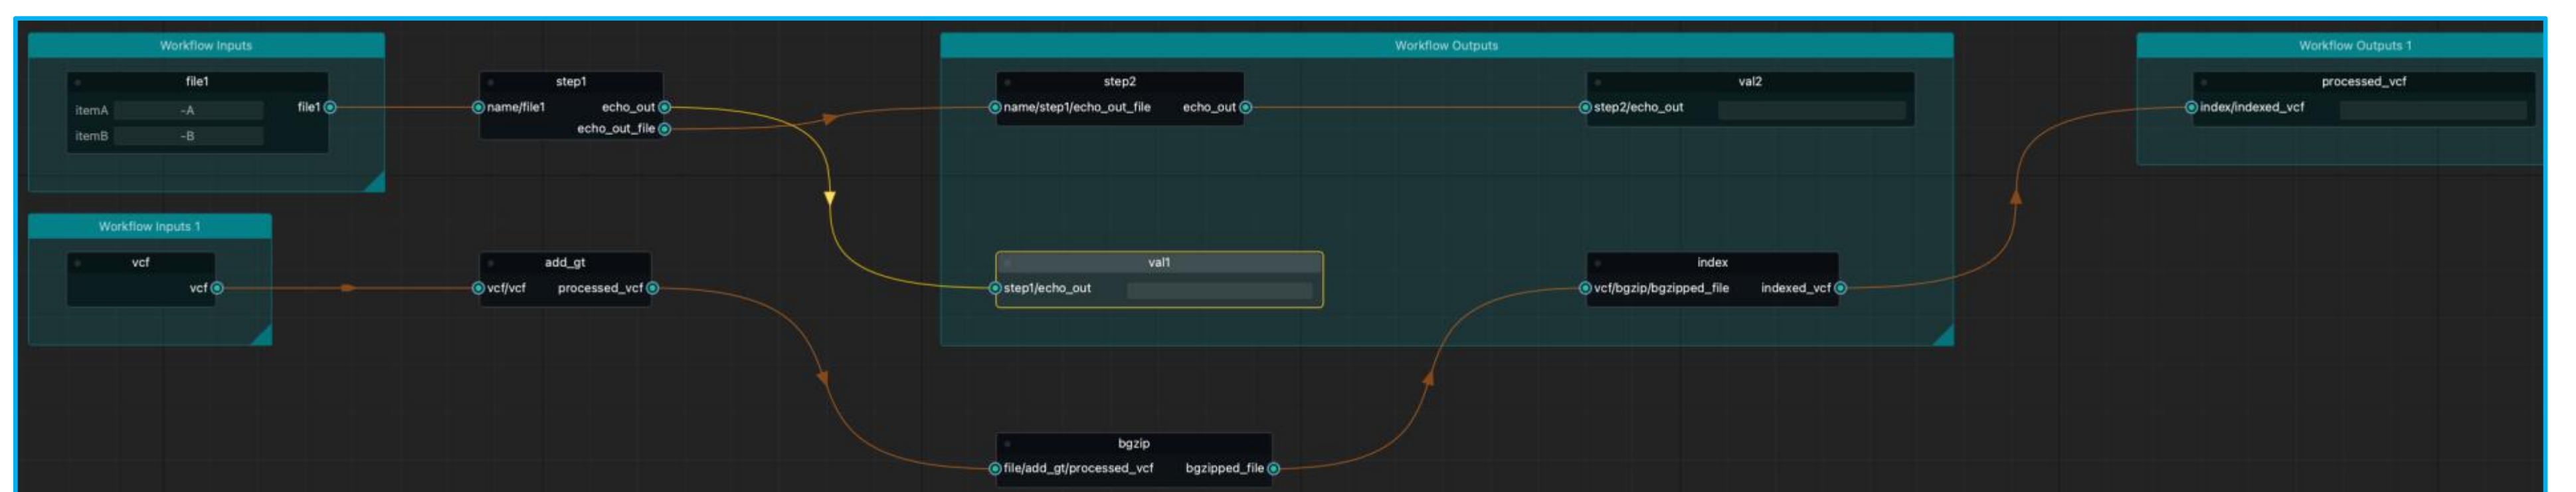 Workflow Inputs
file1
itemA -A file1
itemB -B
step1
name/file1 echo_out
echo_out_file
Workflow Outputs
step2
name/step1/echo_out_file echo_out
val2
step2/echo_out
Workflow Outputs 1
processed_vcf
index/indexed_vcf
Workflow Inputs 1
vcf
vcf
add_gt
vcf/vcf processed_vcf
val1
step1/echo_out
index
vcf/bgzip/bgzipped_file indexed_vcf
bgzip
file/add_gt/processed_vcf bgzipped_file